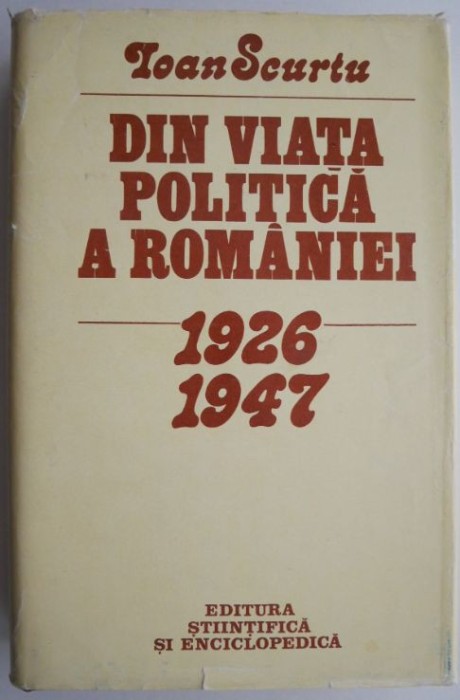 Ioan Scurtu
DIN VIAȚA
POLITICĂ
A ROMÂNIEI
1926
1947
EDITURA
ȘTIINȚIFICĂ
ȘI ENCICLOPEDICĂ